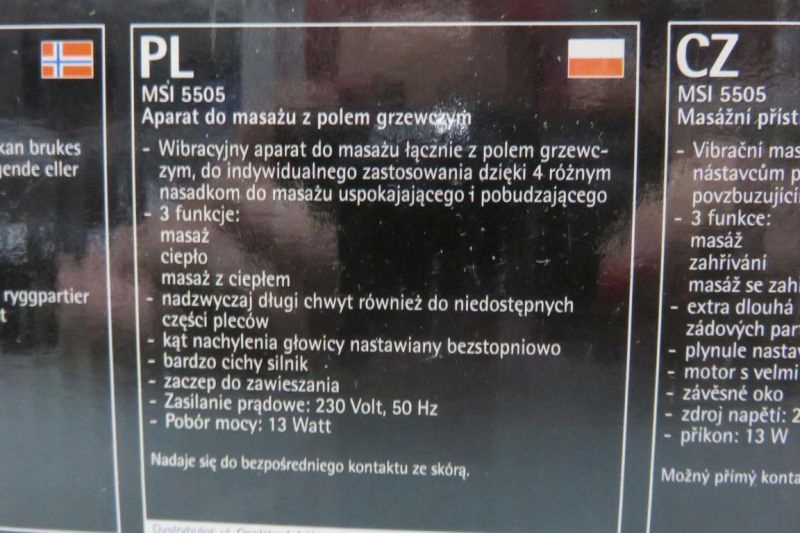 kan brukes
gende eller
ryggpartier
t
PL
MSI 5505
Aparat do masażu z polem grzewczym
- Wibracyjny aparat do masażu łącznie z polem grzewc-
zym, do indywidualnego zastosowania dzięki 4 różnym
nasadkom do masażu uspokajającego i pobudzającego
- 3 funkcje:
masaż
ciepło
masaż z ciepłem
- nadzwyczaj długi chwyt również do niedostępnych
części pleców
- kąt nachylenia głowicy nastawiany bezstopniowo
- bardzo cichy silnik
- zaczep do zawieszania
- Zasilanie prądowe: 230 Volt, 50 Hz
- Pobór mocy: 13 Watt
Nadaje się do bezpośredniego kontaktu ze skórą.
CZ
MSI 5505
Masážní příst
- Vibrační mas
nástavcům p
povzbuzujícím
- 3 funkce:
masáž
zahřívání
masáž se zah
- extra dlouhá
zádových par
- plynule nastav
- motor s velmi
- závěsné oko
- zdroj napětí: 2
- příkon: 13 W
Možný přímý konta